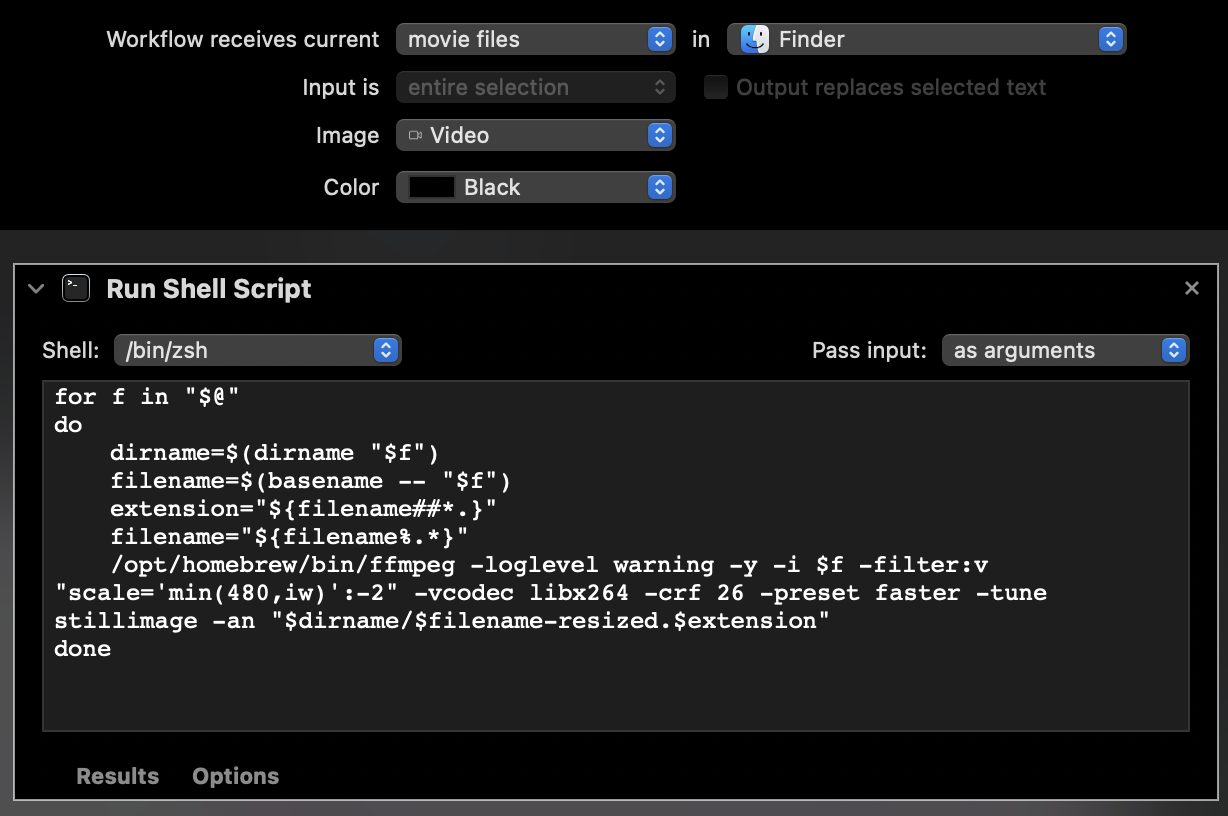 Workflow receives current movie files in Finder
Input is entire selection Output replaces selected text
Image Video
Color Black
Run Shell Script
Shell: /bin/zsh Pass input: as arguments
for f in "$@"
do
    dirname=$(dirname "$f")
    filename=$(basename -- "$f")
    extension="${filename##*.}"
    filename="${filename%.*}"
    /opt/homebrew/bin/ffmpeg -loglevel warning -y -i $f -filter:v
"scale='min(480,iw)':-2" -vcodec libx264 -crf 26 -preset faster -tune
stillimage -an "$dirname/$filename-resized.$extension"
done
Results Options